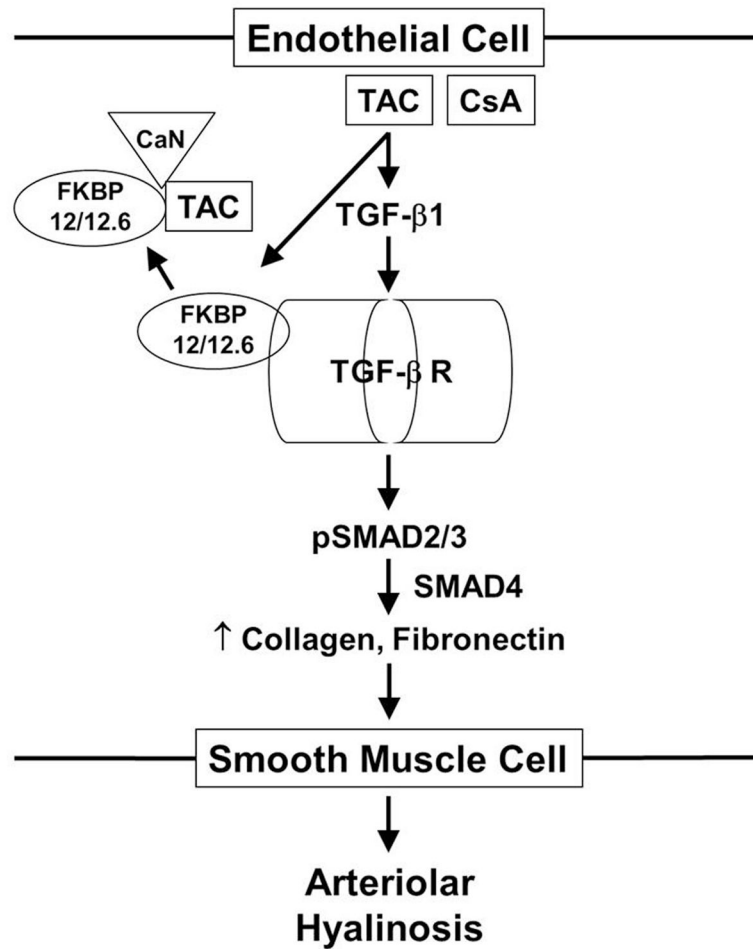 Endothelial Cell
TAC CsA
CaN
FKBP
12/12.6
TAC
TGF-β1
FKBP
12/12.6
TGF-β R
pSMAD2/3
SMAD4
↑ Collagen, Fibronectin
Smooth Muscle Cell
Arteriolar
Hyalinosis